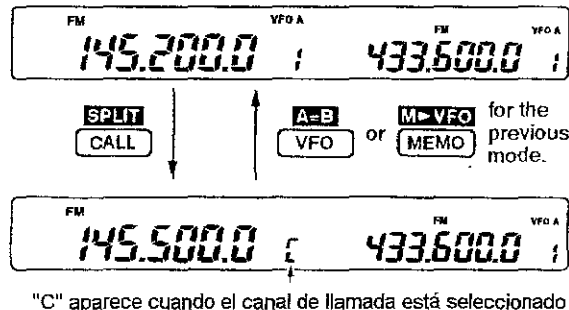 FM VFO A FM VFO A
145.200.0 1 433.600.0 1
SPLIT A=B M►VFO for the
CALL VFO or MEMO previous
mode.
FM FM VFO A
145.500.0 C 433.600.0 1
"C" aparece cuando el canal de llamada está seleccionado